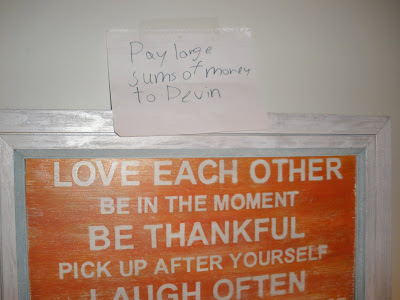 Pay large
sums of money
to Devin
LOVE EACH OTHER
BE IN THE MOMENT
BE THANKFUL
PICK UP AFTER YOURSELF
LAUGH OFTEN